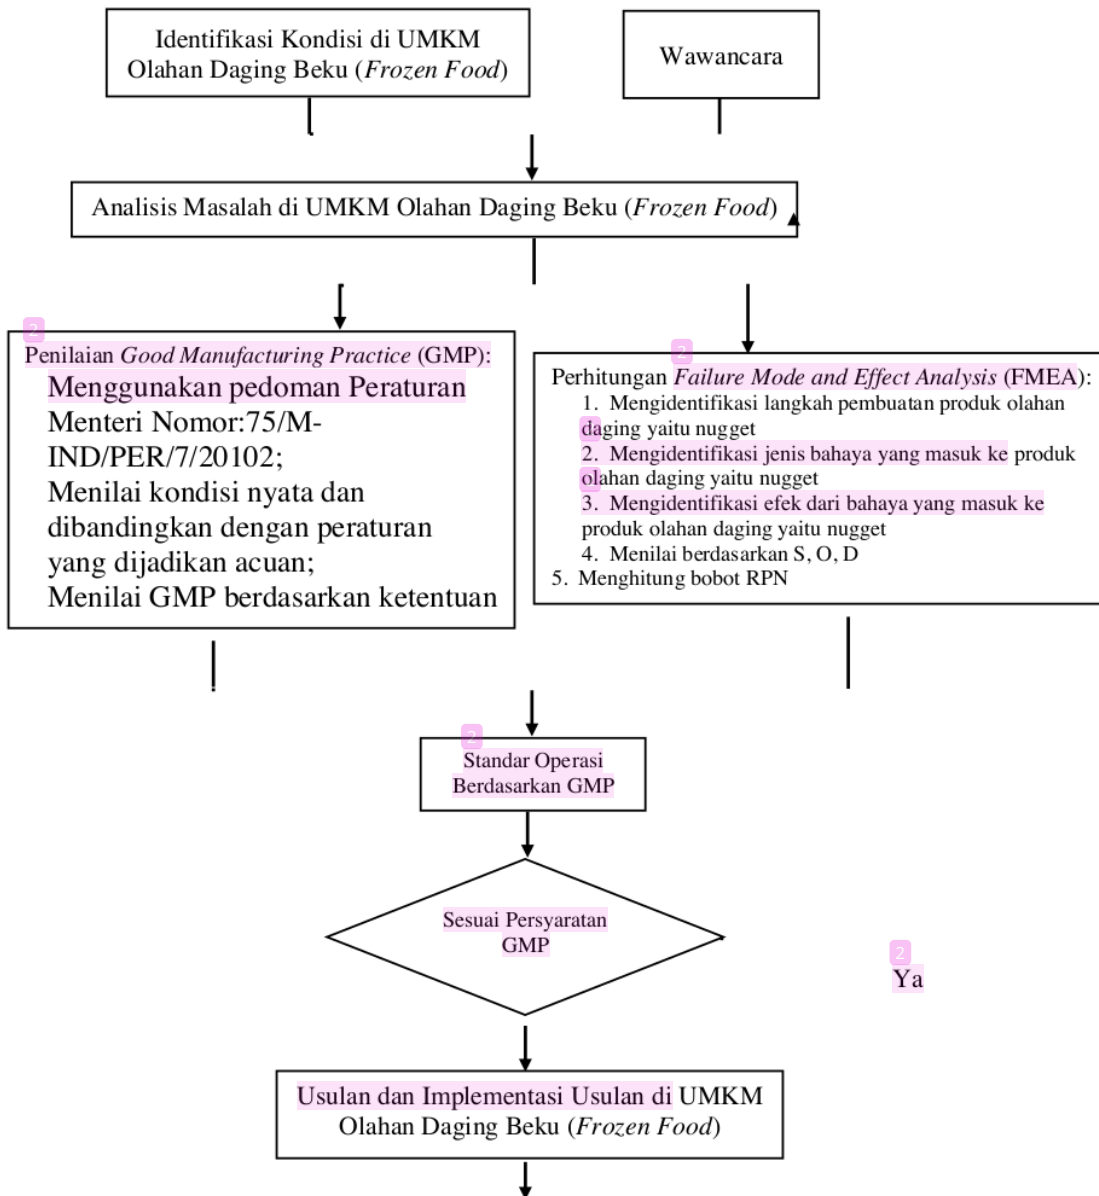 Identifikasi Kondisi di UMKM
Olahan Daging Beku (Frozen Food)
Wawancara
Analisis Masalah di UMKM Olahan Daging Beku (Frozen Food)
2
Penilaian Good Manufacturing Practice (GMP):
Menggunakan pedoman Peraturan
Menteri Nomor:75/M-
IND/PER/7/20102;
Menilai kondisi nyata dan
dibandingkan dengan peraturan
yang dijadikan acuan;
Menilai GMP berdasarkan ketentuan
2
Perhitungan Failure Mode and Effect Analysis (FMEA):
1. Mengidentifikasi langkah pembuatan produk olahan
daging yaitu nugget
2. Mengidentifikasi jenis bahaya yang masuk ke produk
olahan daging yaitu nugget
3. Mengidentifikasi efek dari bahaya yang masuk ke
produk olahan daging yaitu nugget
4. Menilai berdasarkan S, O, D
5. Menghitung bobot RPN
2
Standar Operasi
Berdasarkan GMP
Sesuai Persyaratan
GMP
2
Ya
Usulan dan Implementasi Usulan di UMKM
Olahan Daging Beku (Frozen Food)